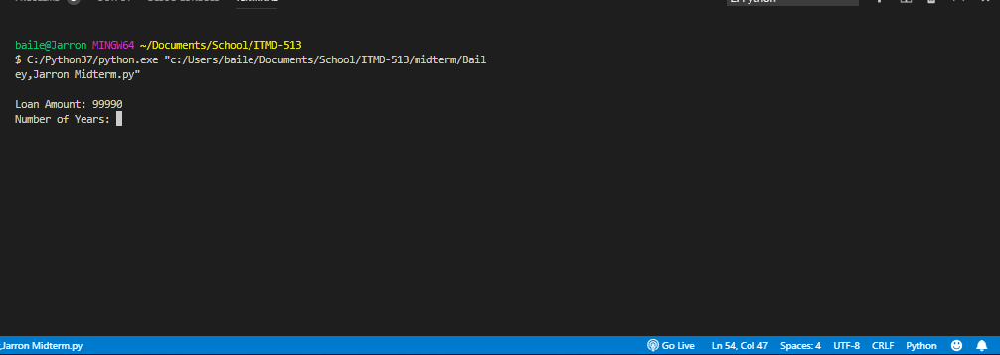 baile@Jarron MINGW64 ~/Documents/School/ITMD-513
$ C:/Python37/python.exe "c:/Users/baile/Documents/School/ITMD-513/midterm/Bail
ey,Jarron Midterm.py"
Loan Amount: 99990
Number of Years:
,Jarron Midterm.py Go Live Ln 54, Col 47 Spaces: 4 UTF-8 CRLF Python